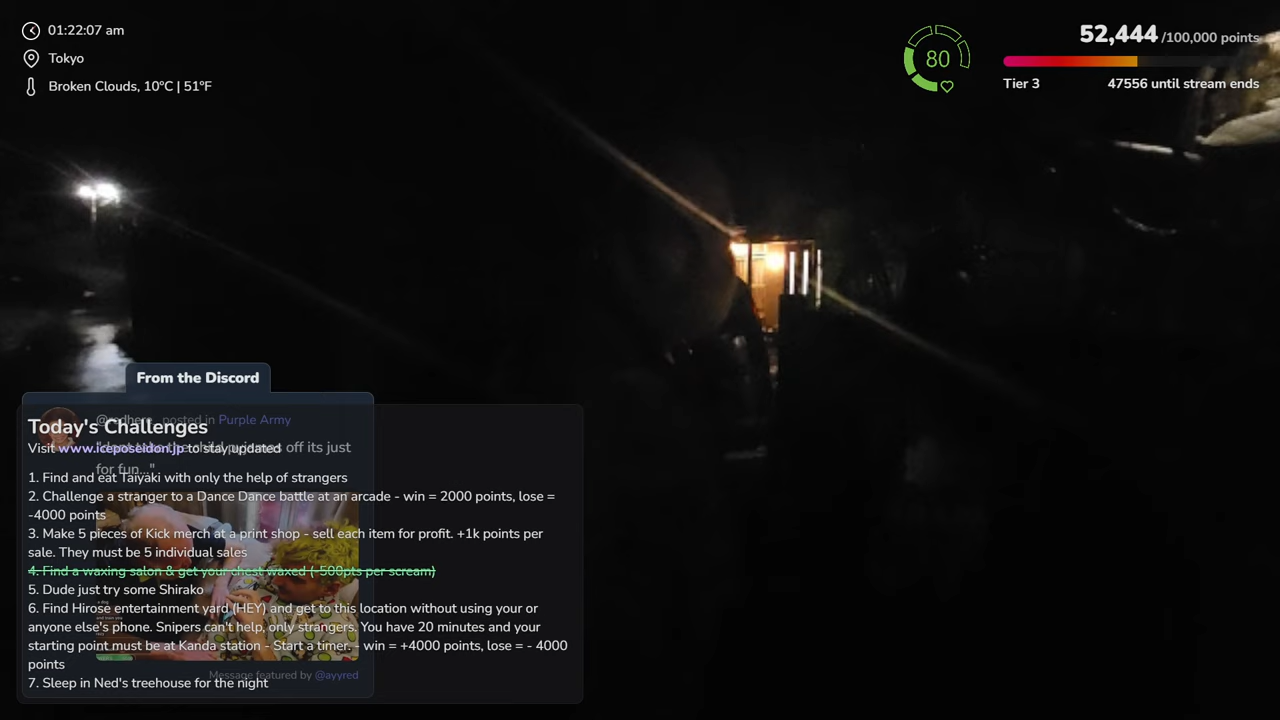 01:22:07 am
Tokyo
Broken Clouds, 10°C | 51°F
80
52,444 /100,000 points
Tier 3 47556 until stream ends
From the Discord
posted in Purple Army
Today's Challenges
Visit www.iceposeidon.jp to stay updated
off its just
for fun..."
1. Find and eat Taiyaki with only the help of strangers
2. Challenge a stranger to a Dance Dance battle at an arcade - win = 2000 points, lose =
-4000 points
3. Make 5 pieces of Kick merch at a print shop - sell each item for profit. +1k points per
sale. They must be 5 individual sales
4. Find a waxing salon & get your chest waxed (-500pts per scream)
5. Dude just try some Shirako
6. Find Hirose entertainment yard (HEY) and get to this location without using your or
anyone else's phone. Snipers can't help, only strangers. You have 20 minutes and your
starting point must be at Kanda station - Start a timer. - win = +4000 points, lose = - 4000
points
Message featured by @ayyred
7. Sleep in Ned's treehouse for the night